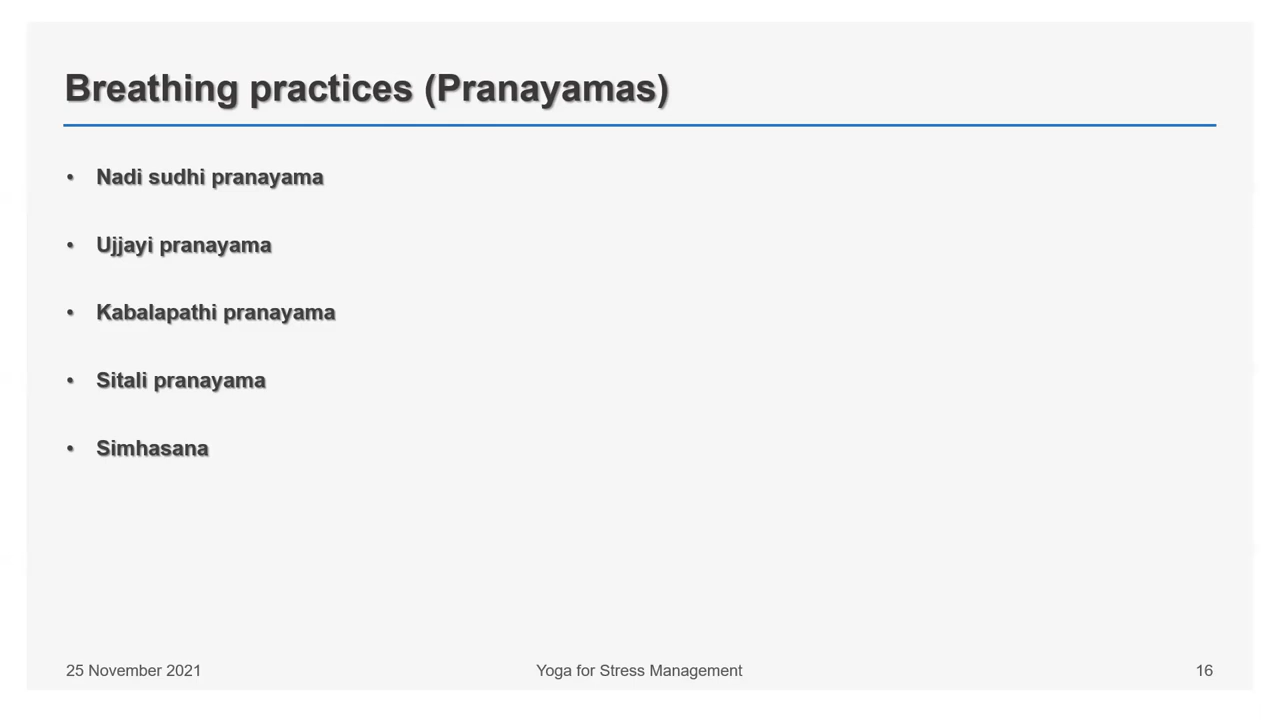 Breathing practices (Pranayamas)
• Nadi sudhi pranayama
• Ujjayi pranayama
• Kabalapathi pranayama
• Sitali pranayama
• Simhasana
25 November 2021
Yoga for Stress Management
16